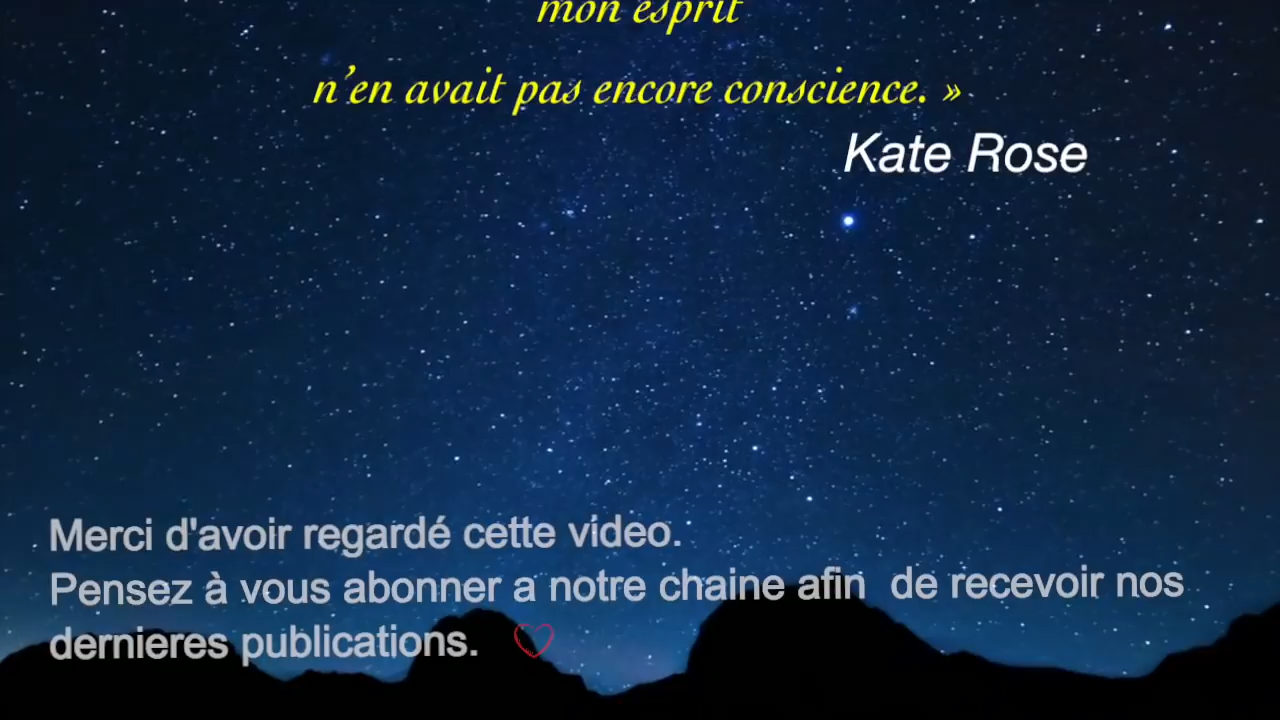 mon esprit
n’en avait pas encore conscience. »
Kate Rose
Merci d'avoir regardé cette video.
Pensez à vous abonner a notre chaine afin  de recevoir nos
dernieres publications.